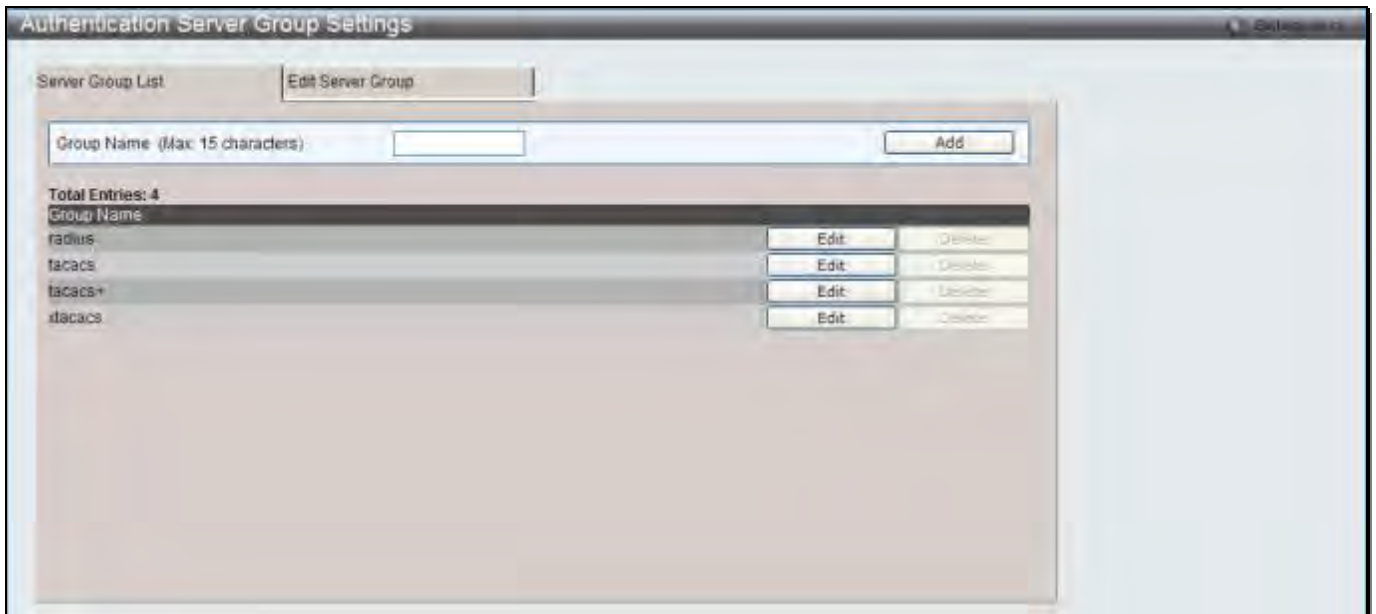 Authentication Server Group Settings
Server Group List Edit Server Group
Group Name (Max: 15 characters) Add
Total Entries: 4
Group Name
radius Edit Delete
tacacs Edit Delete
tacacs+ Edit Delete
xtacacs Edit Delete